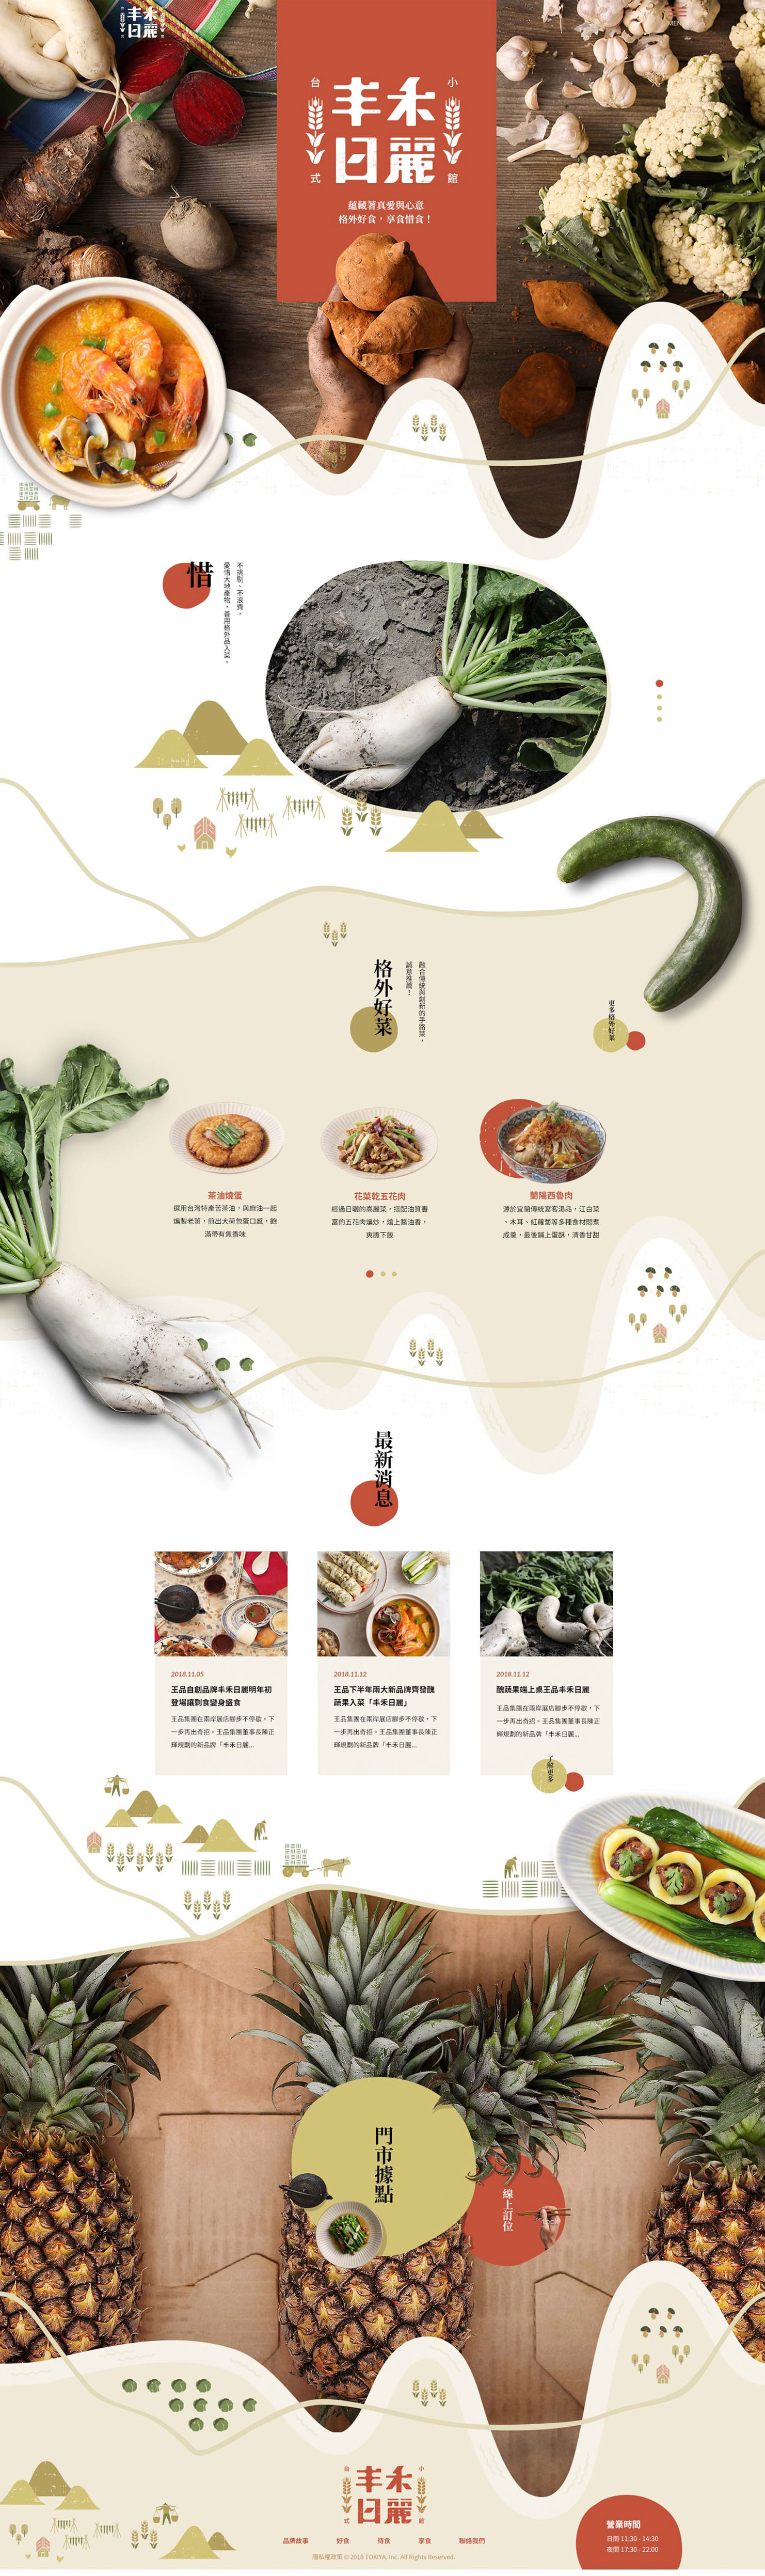 丰禾
日麗
MENU
台 小
丰禾
日麗
式 館
蘊藏著真愛與心意
格外好食，享食惜食！
惜
不挑剔、不浪費，
愛惜大地產物，善用格外品入菜。
格外好菜
融合傳統與創新的手路菜，
誠意推薦！
更多格外好菜
茶油燒蛋
選用台灣特產苦茶油，與麻油一起
煸製老薑，煎出大荷包蛋口感，飽
滿帶有焦香味
花菜乾五花肉
經過日曬的高麗菜，搭配油質豐
富的五花肉煸炒，熗上醬油香，
爽脆下飯
蘭陽西魯肉
源於宜蘭傳統宴客湯品，江白菜
、木耳、紅蘿蔔等多種食材悶煮
成羹，最後鋪上蛋酥，清香甘甜
最新消息
2018.11.05
王品自創品牌丰禾日麗明年初
登場讓剩食變身盛食
王品集團在兩岸展店腳步不停歇，下
一步再出奇招。王品集團董事長陳正
輝規劃的新品牌「丰禾日麗...
2018.11.12
王品下半年兩大新品牌齊發醜
蔬果入菜「丰禾日麗」
王品集團在兩岸展店腳步不停歇，下
一步再出奇招。王品集團董事長陳正
輝規劃的新品牌「丰禾日麗...
2018.11.12
醜蔬果端上桌王品丰禾日麗
王品集團在兩岸展店腳步不停歇，下
一步再出奇招。王品集團董事長陳正
輝規劃的新品牌「丰禾日麗...
了解更多
門市據點
線上訂位
台 小
丰禾
日麗
式 館
品牌故事 好食 待食 享食 聯絡我們
隱私權政策 © 2018 TOKIYA, Inc. All Rights Reserved.
營業時間
日間 11:30 - 14:30
夜間 17:30 - 22:00